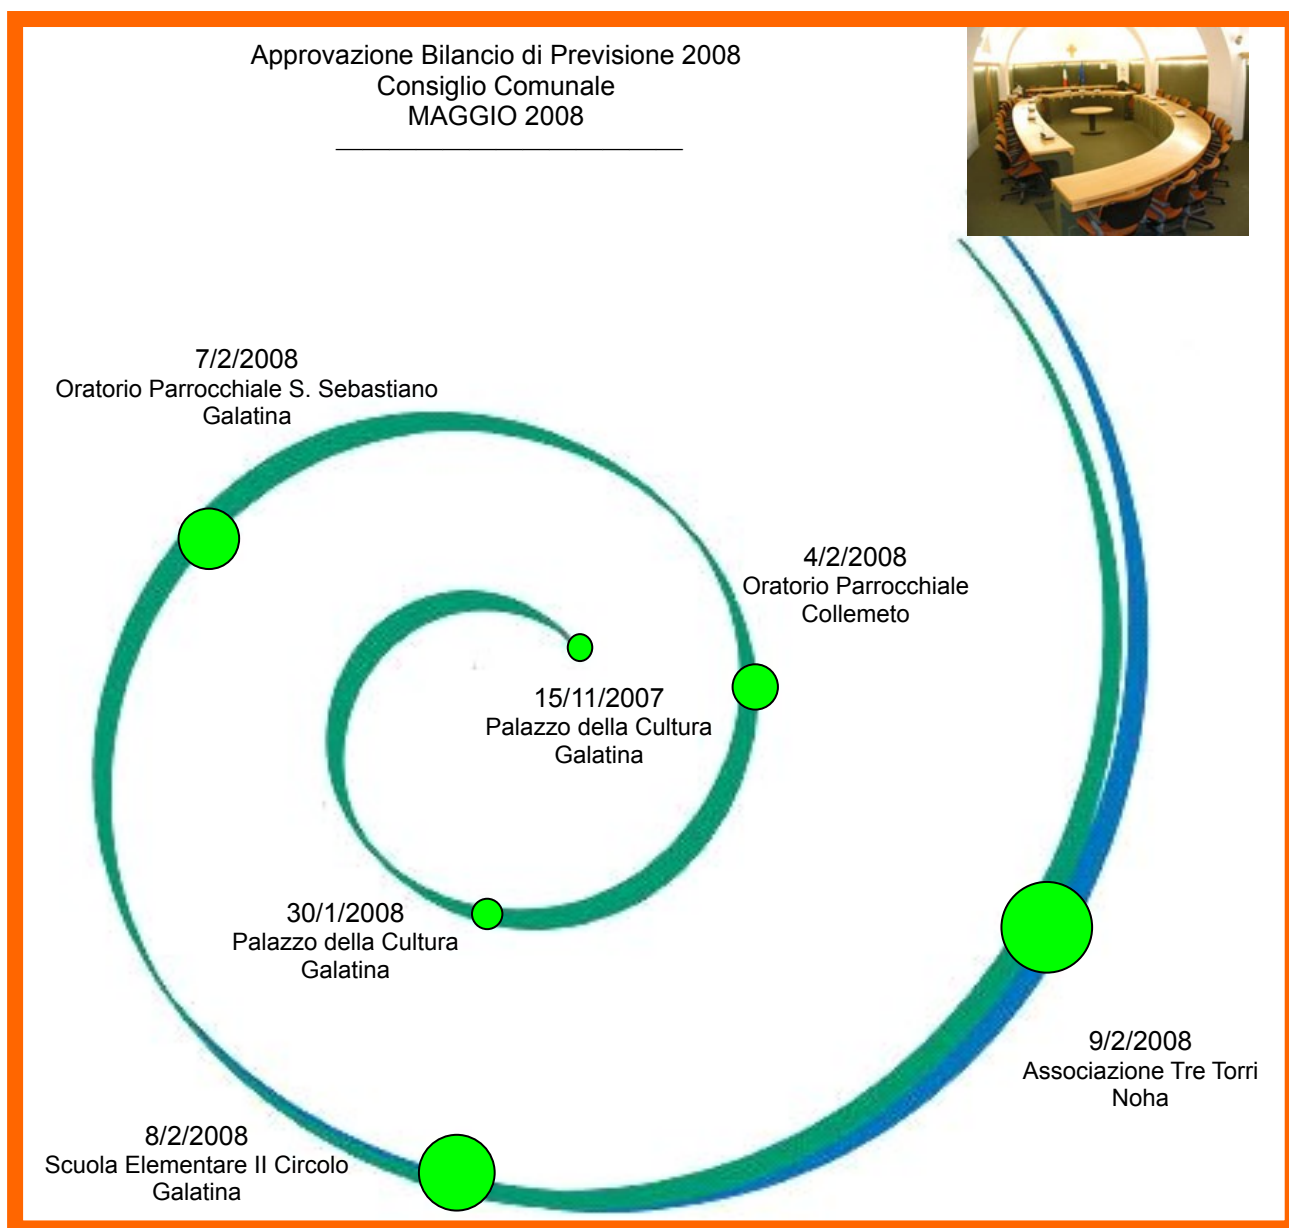 Approvazione Bilancio di Previsione 2008
Consiglio Comunale
MAGGIO 2008
7/2/2008
Oratorio Parrocchiale S. Sebastiano
Galatina
4/2/2008
Oratorio Parrocchiale
Collemeto
15/11/2007
Palazzo della Cultura
Galatina
30/1/2008
Palazzo della Cultura
Galatina
9/2/2008
Associazione Tre Torri
Noha
8/2/2008
Scuola Elementare II Circolo
Galatina